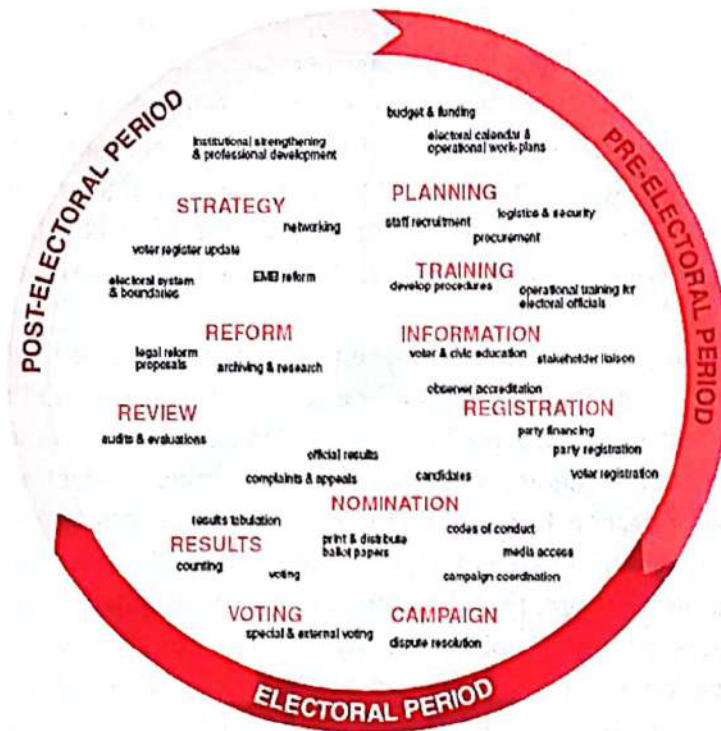 POST-ELECTORAL PERIOD
PRE-ELECTORAL PERIOD
ELECTORAL PERIOD
budget & funding
electoral calendar &
operational work-plans
PLANNING
staff recruitment
logistics & security
procurement
TRAINING
develop procedures
operational training for
electoral officials
INFORMATION
voter & civic education
stakeholder liaison
observer accreditation
REGISTRATION
party financing
party registration
voter registration
candidates
NOMINATION
print & distribute
ballot papers
codes of conduct
media access
campaign coordination
CAMPAIGN
dispute resolution
VOTING
special & external voting
voting
RESULTS
counting
results tabulation
complaints & appeals
official results
REVIEW
audits & evaluations
REFORM
legal reform
proposals
archiving & research
electoral system
& boundaries
EMB reform
voter register update
STRATEGY
networking
institutional strengthening
& professional development